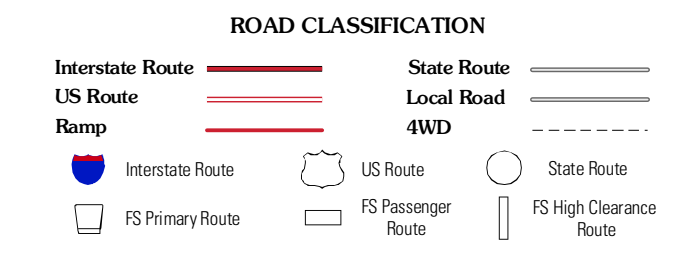 ROAD CLASSIFICATION
Interstate Route State Route
US Route Local Road
Ramp 4WD
Interstate Route US Route State Route
FS Primary Route FS Passenger Route FS High Clearance Route